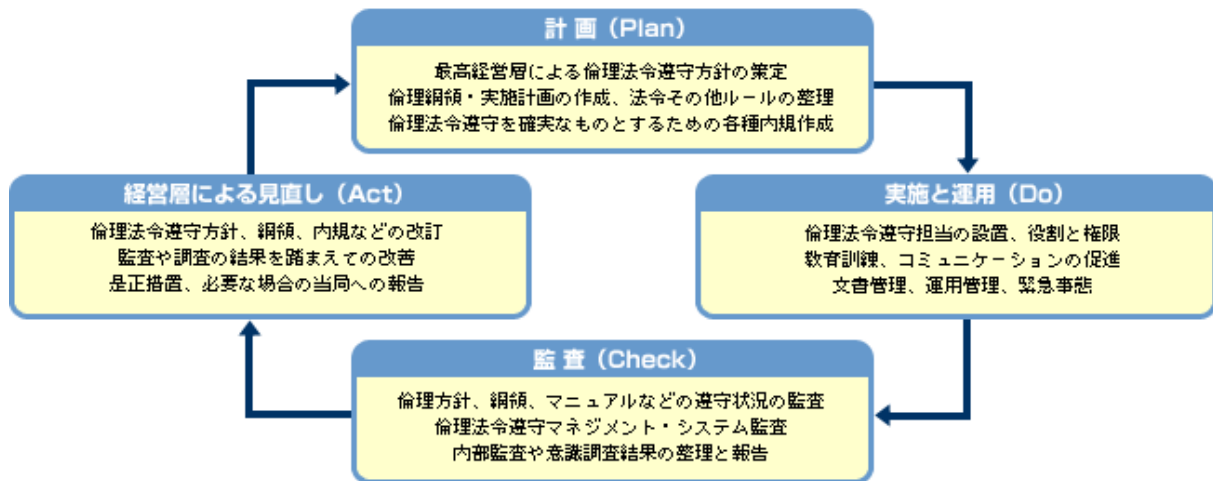 計 画（Plan）
最高経営層による倫理法令遵守方針の策定
倫理綱領・実施計画の作成、法令その他ルールの整理
倫理法令遵守を確実なものとするための各種内規作成
経営層による見直し（Act）
倫理法令遵守方針、綱領、内規などの改訂
監査や調査の結果を踏まえての改善
是正措置、必要な場合の当局への報告
実施と運用（Do）
倫理法令遵守担当の設置、役割と権限
教育訓練、コミュニケーションの促進
文書管理、運用管理、緊急事態
監 査（Check）
倫理方針、綱領、マニュアルなどの遵守状況の監査
倫理法令遵守マネジメント・システム監査
内部監査や意識調査結果の整理と報告